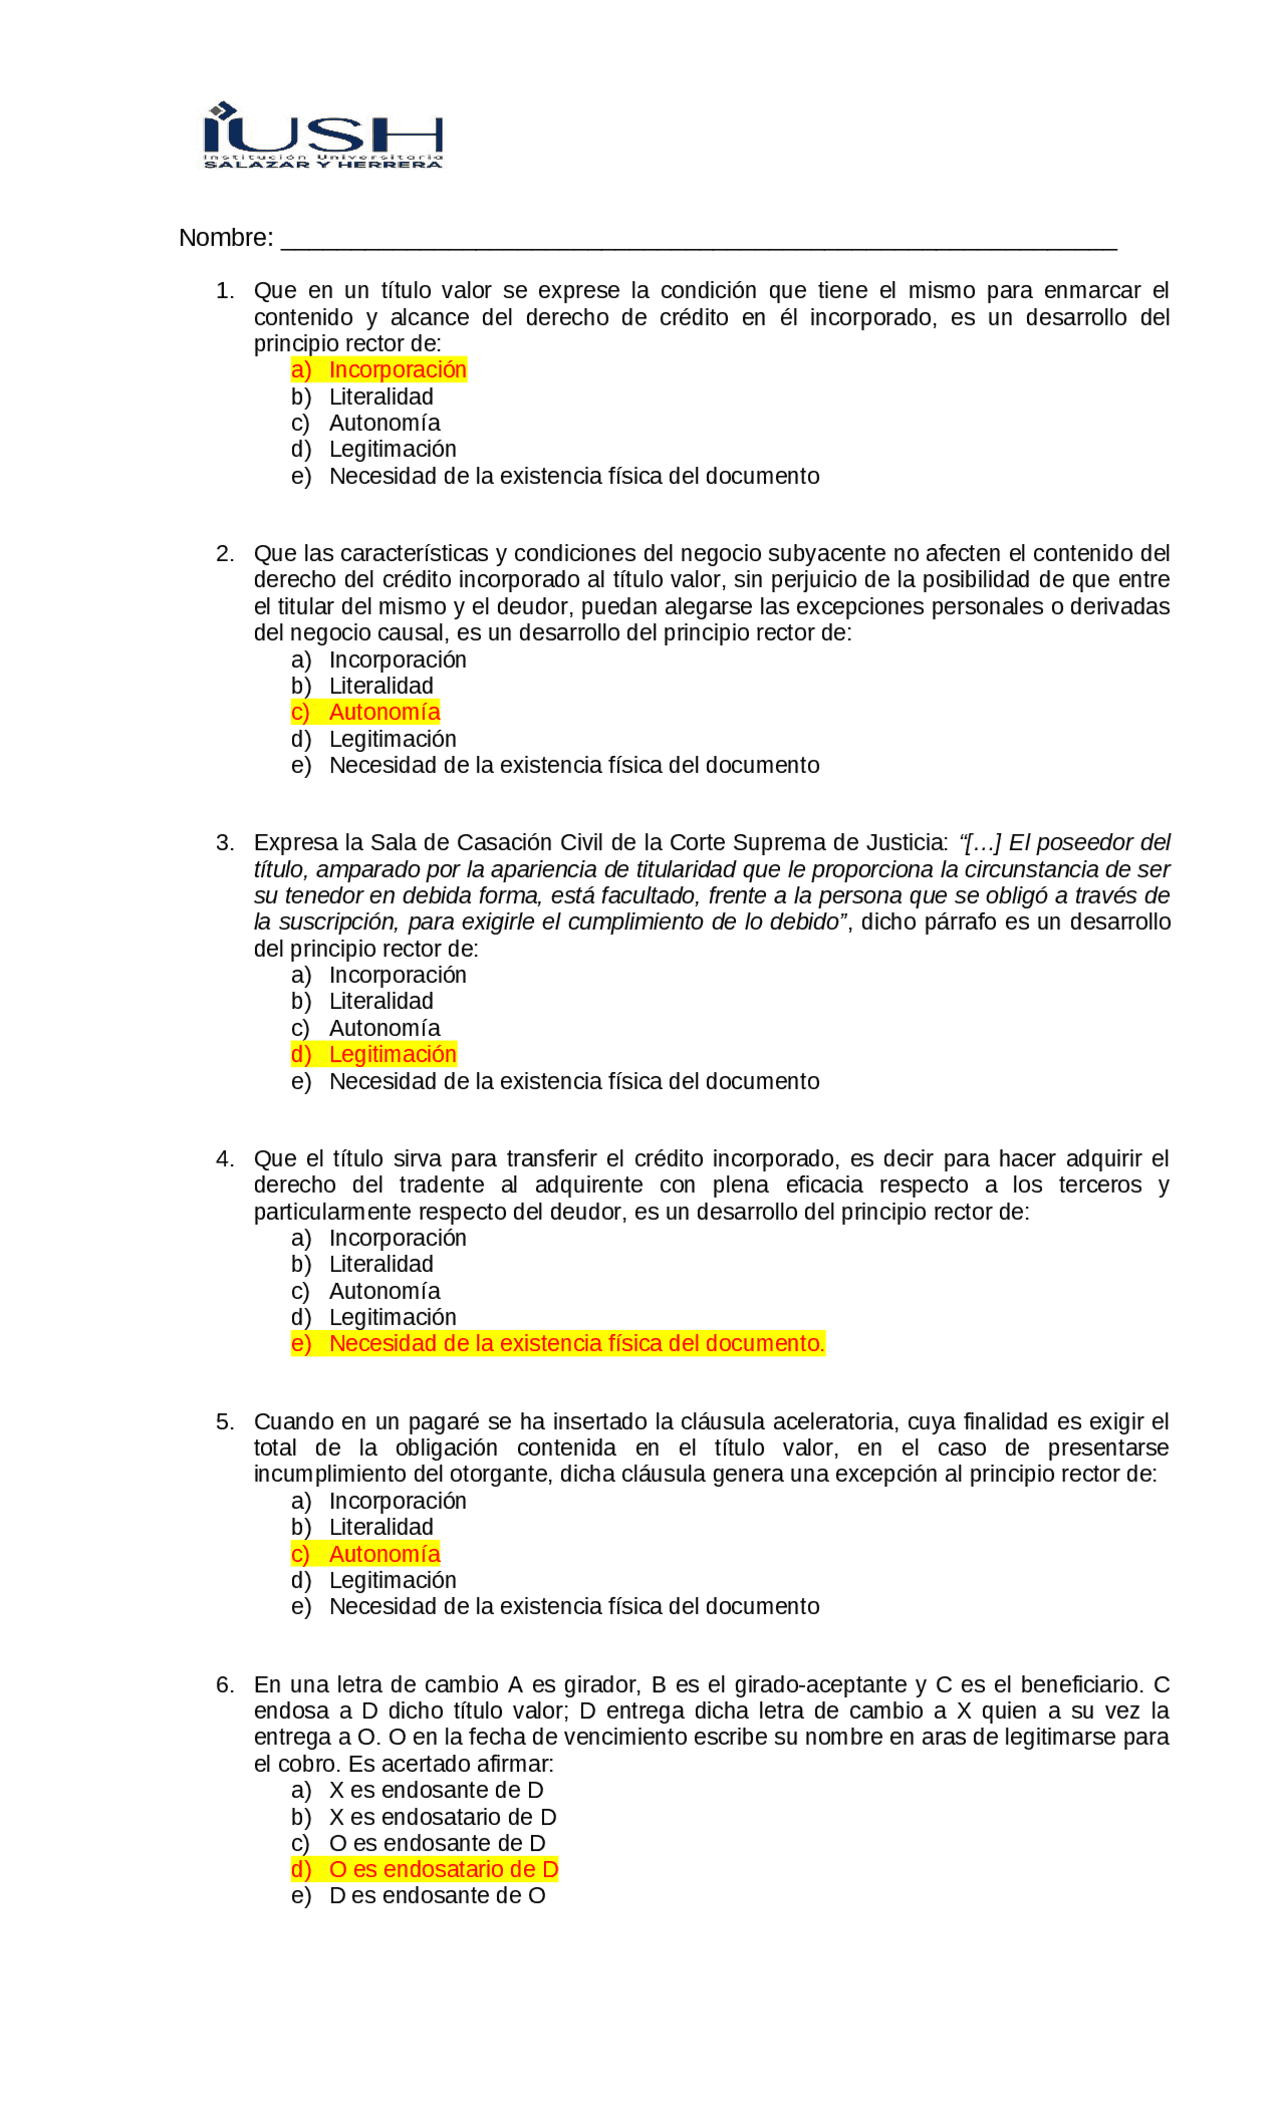 IUSH
Institución Universitaria
SALAZAR Y HERRERA
Nombre: ____________________________________________________________
1. Que en un título valor se exprese la condición que tiene el mismo para enmarcar el
contenido y alcance del derecho de crédito en él incorporado, es un desarrollo del
principio rector de:
a) Incorporación
b) Literalidad
c) Autonomía
d) Legitimación
e) Necesidad de la existencia física del documento
2. Que las características y condiciones del negocio subyacente no afecten el contenido del
derecho del crédito incorporado al título valor, sin perjuicio de la posibilidad de que entre
el titular del mismo y el deudor, puedan alegarse las excepciones personales o derivadas
del negocio causal, es un desarrollo del principio rector de:
a) Incorporación
b) Literalidad
c) Autonomía
d) Legitimación
e) Necesidad de la existencia física del documento
3. Expresa la Sala de Casación Civil de la Corte Suprema de Justicia: “[…] El poseedor del
título, amparado por la apariencia de titularidad que le proporciona la circunstancia de ser
su tenedor en debida forma, está facultado, frente a la persona que se obligó a través de
la suscripción, para exigirle el cumplimiento de lo debido”, dicho párrafo es un desarrollo
del principio rector de:
a) Incorporación
b) Literalidad
c) Autonomía
d) Legitimación
e) Necesidad de la existencia física del documento
4. Que el título sirva para transferir el crédito incorporado, es decir para hacer adquirir el
derecho del tradente al adquirente con plena eficacia respecto a los terceros y
particularmente respecto del deudor, es un desarrollo del principio rector de:
a) Incorporación
b) Literalidad
c) Autonomía
d) Legitimación
e) Necesidad de la existencia física del documento.
5. Cuando en un pagaré se ha insertado la cláusula aceleratoria, cuya finalidad es exigir el
total de la obligación contenida en el título valor, en el caso de presentarse
incumplimiento del otorgante, dicha cláusula genera una excepción al principio rector de:
a) Incorporación
b) Literalidad
c) Autonomía
d) Legitimación
e) Necesidad de la existencia física del documento
6. En una letra de cambio A es girador, B es el girado-aceptante y C es el beneficiario. C
endosa a D dicho título valor; D entrega dicha letra de cambio a X quien a su vez la
entrega a O. O en la fecha de vencimiento escribe su nombre en aras de legitimarse para
el cobro. Es acertado afirmar:
a) X es endosante de D
b) X es endosatario de D
c) O es endosante de D
d) O es endosatario de D
e) D es endosante de O